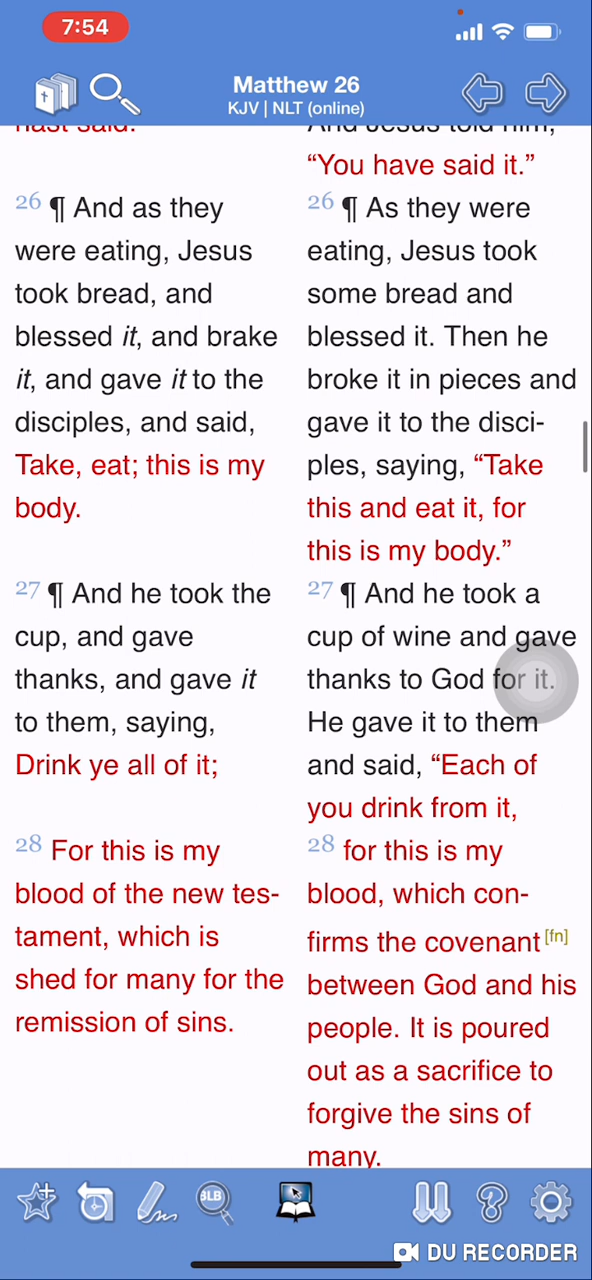 7:54
Matthew 26
KJV | NLT (online)
hast said.
And Jesus told him,
“You have said it.”
26 ¶ And as they
were eating, Jesus
took bread, and
blessed it, and brake
it, and gave it to the
disciples, and said,
Take, eat; this is my
body.
27 ¶ And he took the
cup, and gave
thanks, and gave it
to them, saying,
Drink ye all of it;
28 For this is my
blood of the new tes-
tament, which is
shed for many for the
remission of sins.
26 ¶ As they were
eating, Jesus took
some bread and
blessed it. Then he
broke it in pieces and
gave it to the disci-
ples, saying, “Take
this and eat it, for
this is my body.”
27 ¶ And he took a
cup of wine and gave
thanks to God for it.
He gave it to them
and said, “Each of
you drink from it,
28 for this is my
blood, which con-
firms the covenant [fn]
between God and his
people. It is poured
out as a sacrifice to
forgive the sins of
many.
BLB
DU RECORDER